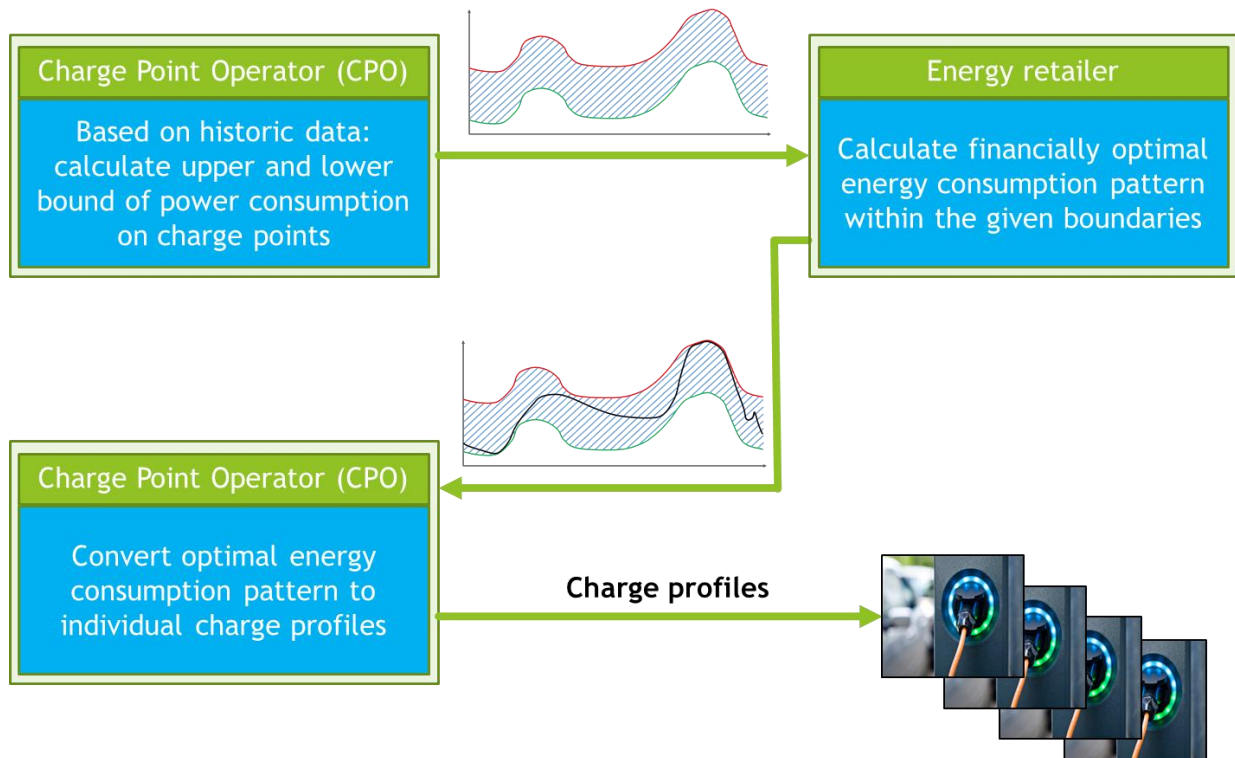 Charge Point Operator (CPO)
Based on historic data:
calculate upper and lower
bound of power consumption
on charge points
Energy retailer
Calculate financially optimal
energy consumption pattern
within the given boundaries
Charge Point Operator (CPO)
Convert optimal energy
consumption pattern to
individual charge profiles
Charge profiles